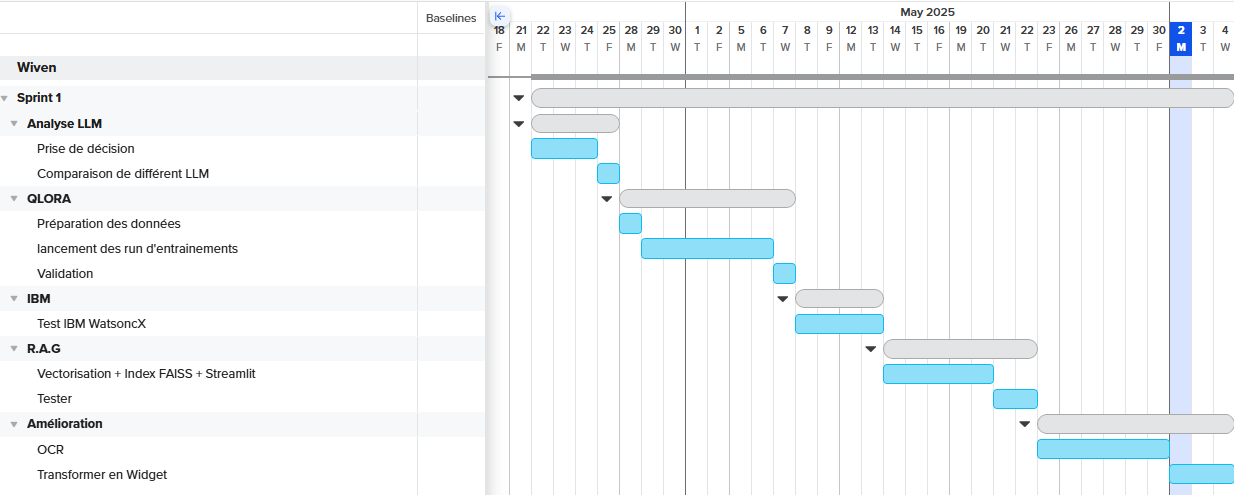 Baselines
May 2025
18 21 22 23 24 25 28 29 30 1 2 5 6 7 8 9 12 13 14 15 16 19 20 21 22 23 26 27 28 29 30 2 3 4
F M T W T F M T W T F M T W T F M T W T F M T W T F M T W T F M T W
Wiven
Sprint 1
Analyse LLM
Prise de décision
Comparaison de différent LLM
QLORA
Préparation des données
lancement des run d'entrainements
Validation
IBM
Test IBM WatsoncX
R.A.G
Vectorisation + Index FAISS + Streamlit
Tester
Amélioration
OCR
Transformer en Widget